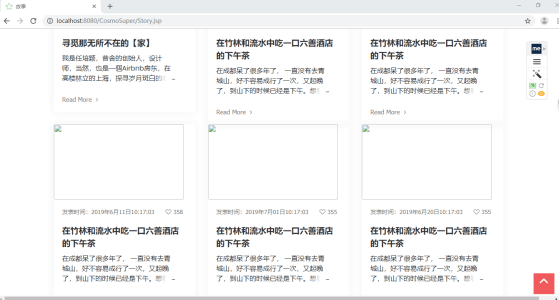 故事
localhost:8080/CosmoSuper/Story.jsp
寻觅那无所不在的【家】
我是任瑜颖，普舍的创始人，设计
师，当然，也是一個Airbnb房东，在
高楼林立的上海，探寻岁月斑白的
Read More ›
在竹林和流水中吃一口六善酒店
的下午茶
在成都呆了很多年了，一直没有去青
城山，好不容易成行了一次，又赶晚
了，到山下的时候已经是下午。想
Read More ›
在竹林和流水中吃一口六善酒店
的下午茶
在成都呆了很多年了，一直没有去青
城山，好不容易成行了一次，又赶晚
了，到山下的时候已经是下午。想
Read More ›
发表时间：2019年6月11日10:17:03 358
在竹林和流水中吃一口六善酒店
的下午茶
在成都呆了很多年了，一直没有去青
城山，好不容易成行了一次，又赶晚
了，到山下的时候已经是下午。想
发表时间：2019年7月01日10:17:03 355
在竹林和流水中吃一口六善酒店
的下午茶
在成都呆了很多年了，一直没有去青
城山，好不容易成行了一次，又赶晚
了，到山下的时候已经是下午。想
发表时间：2019年6月20日10:17:03 355
在竹林和流水中吃一口六善酒店
的下午茶
在成都呆了很多年了，一直没有去青
城山，好不容易成行了一次，又赶晚
了，到山下的时候已经是下午。想
me